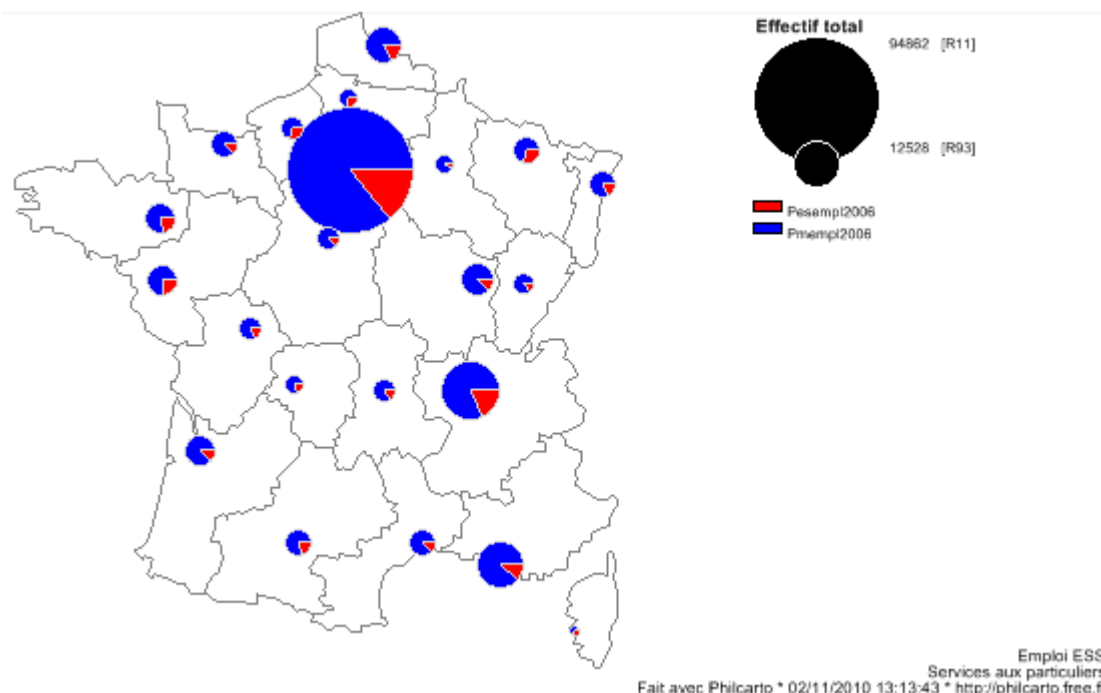 Effectif total
94862 [R11]
12528 [R93]
Pesempl2006
Pmempl2006
Emploi ESS
Services aux particuliers
Fait avec Philcarto * 02/11/2010 13:13:43 * http://philcarto.free.f